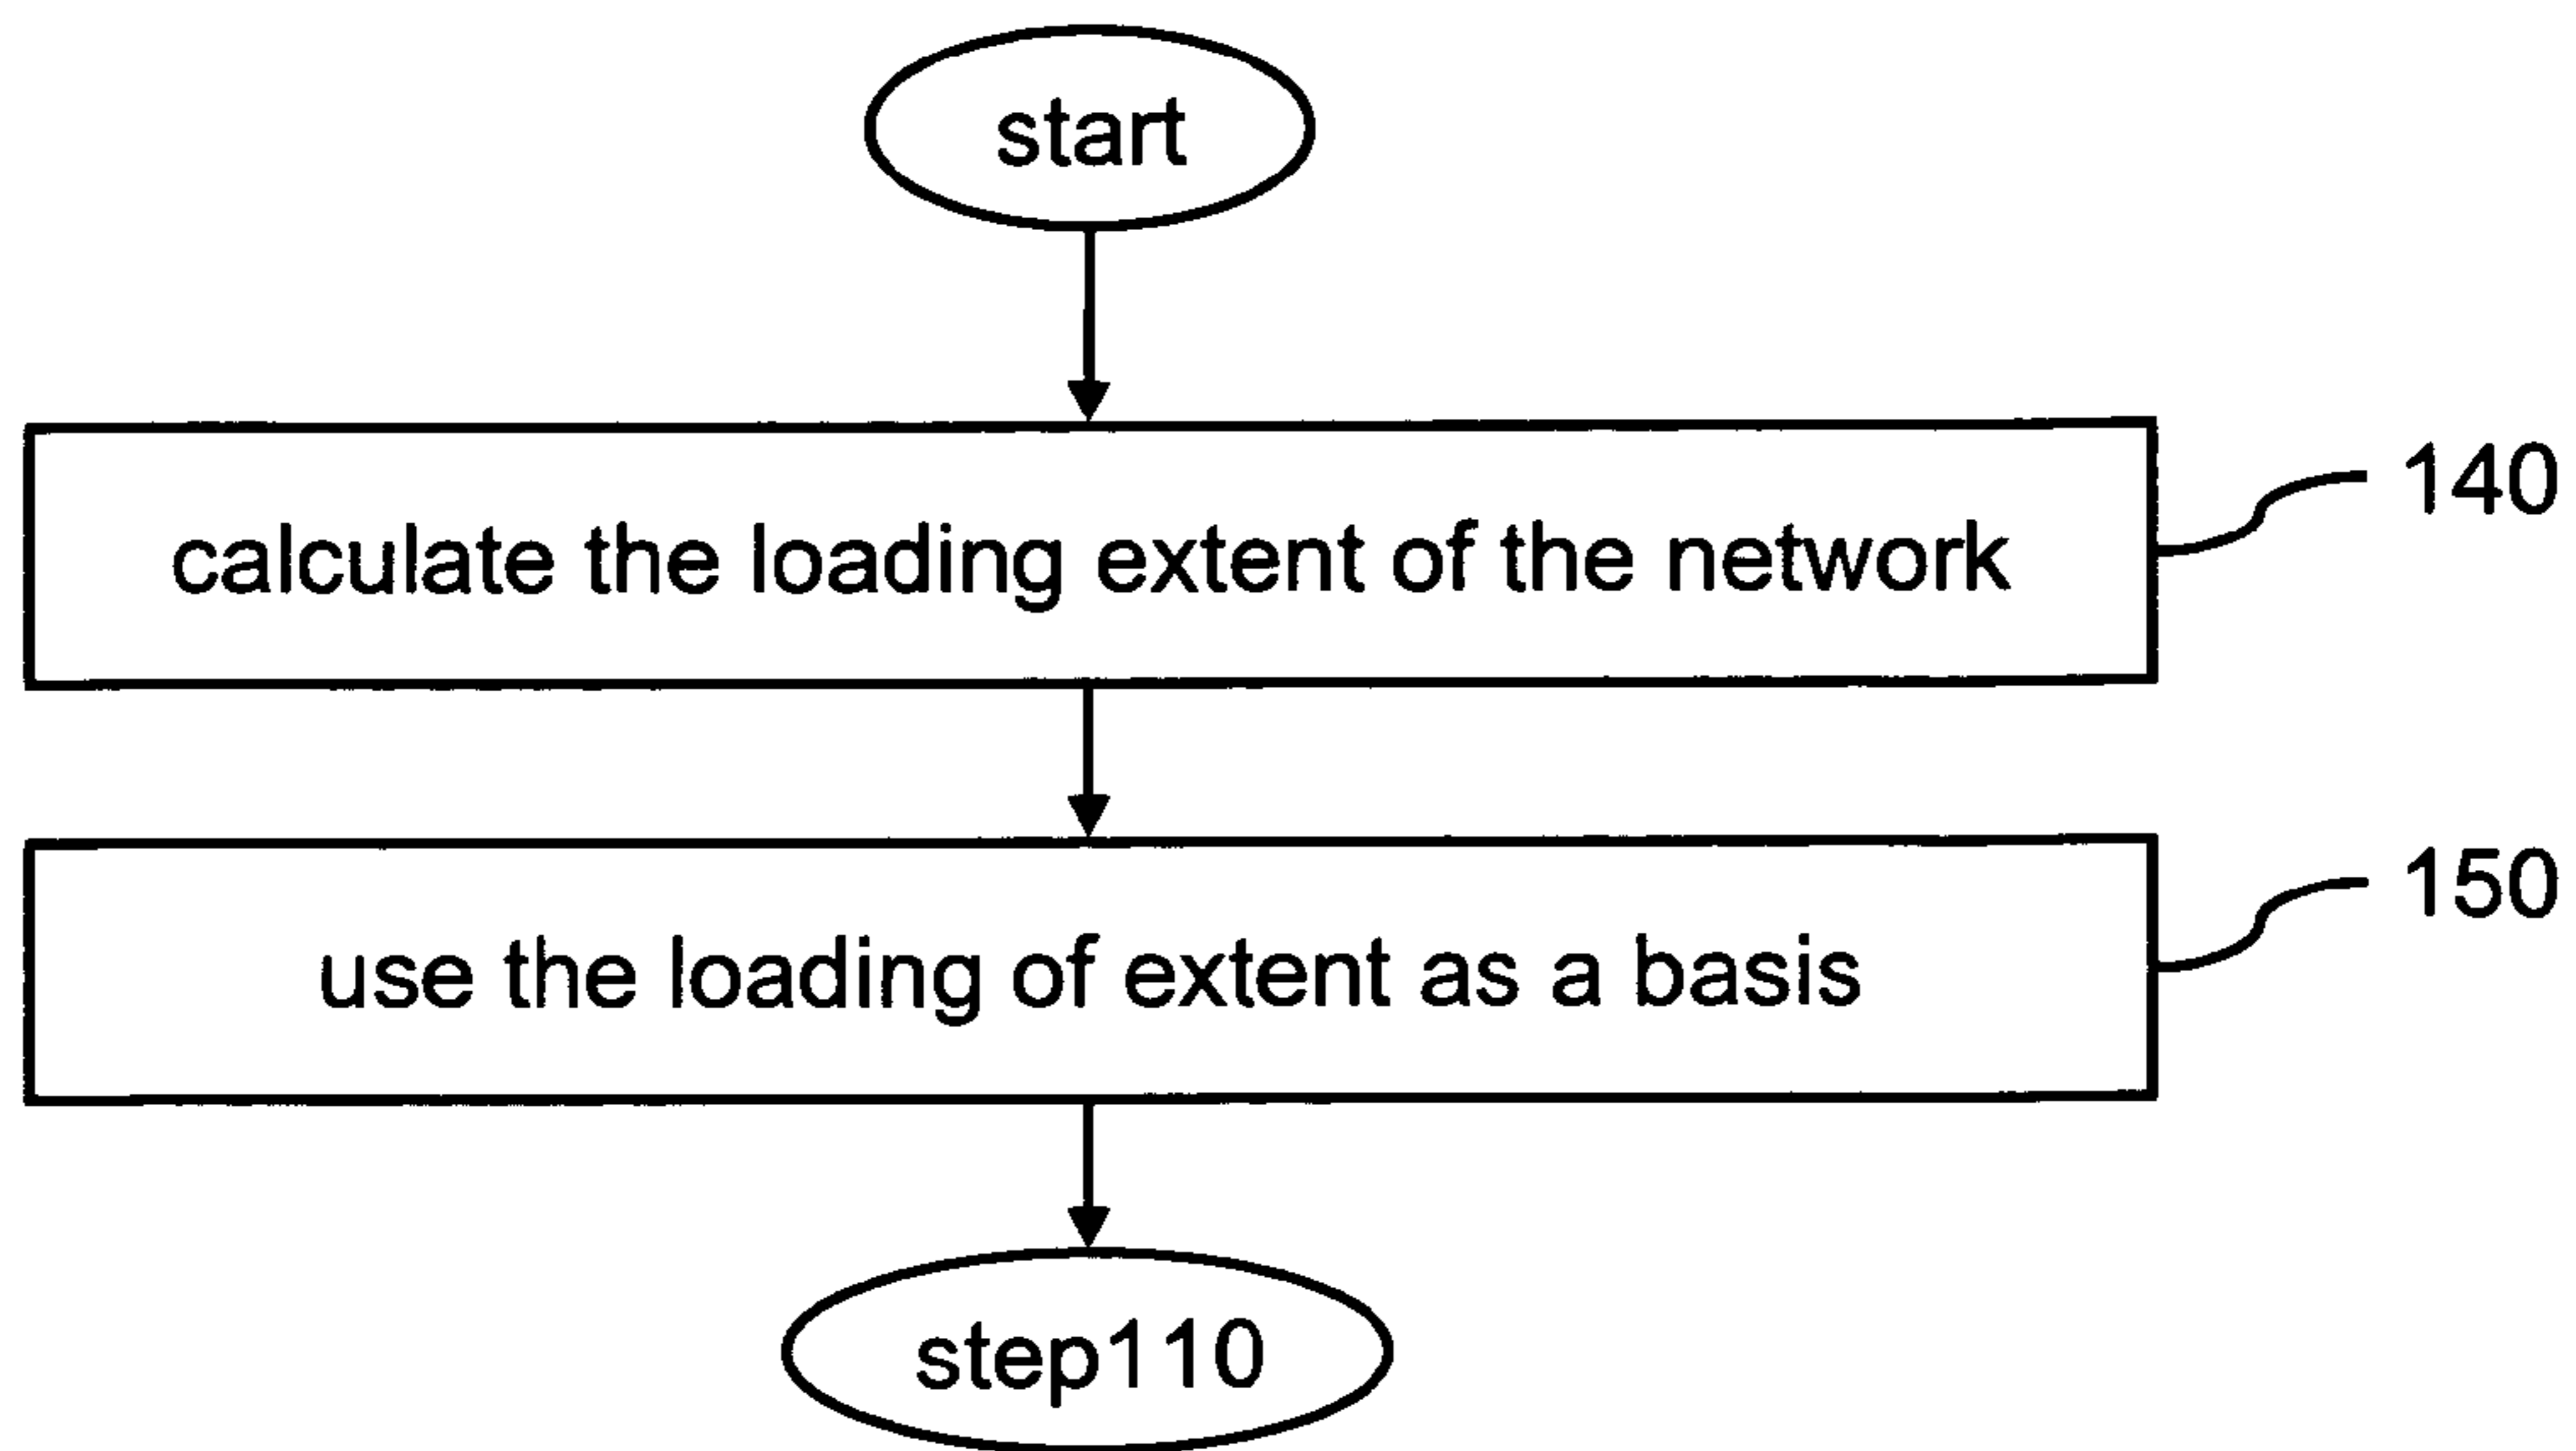 start
calculate the loading extent of the network
140
use the loading of extent as a basis
150
step110